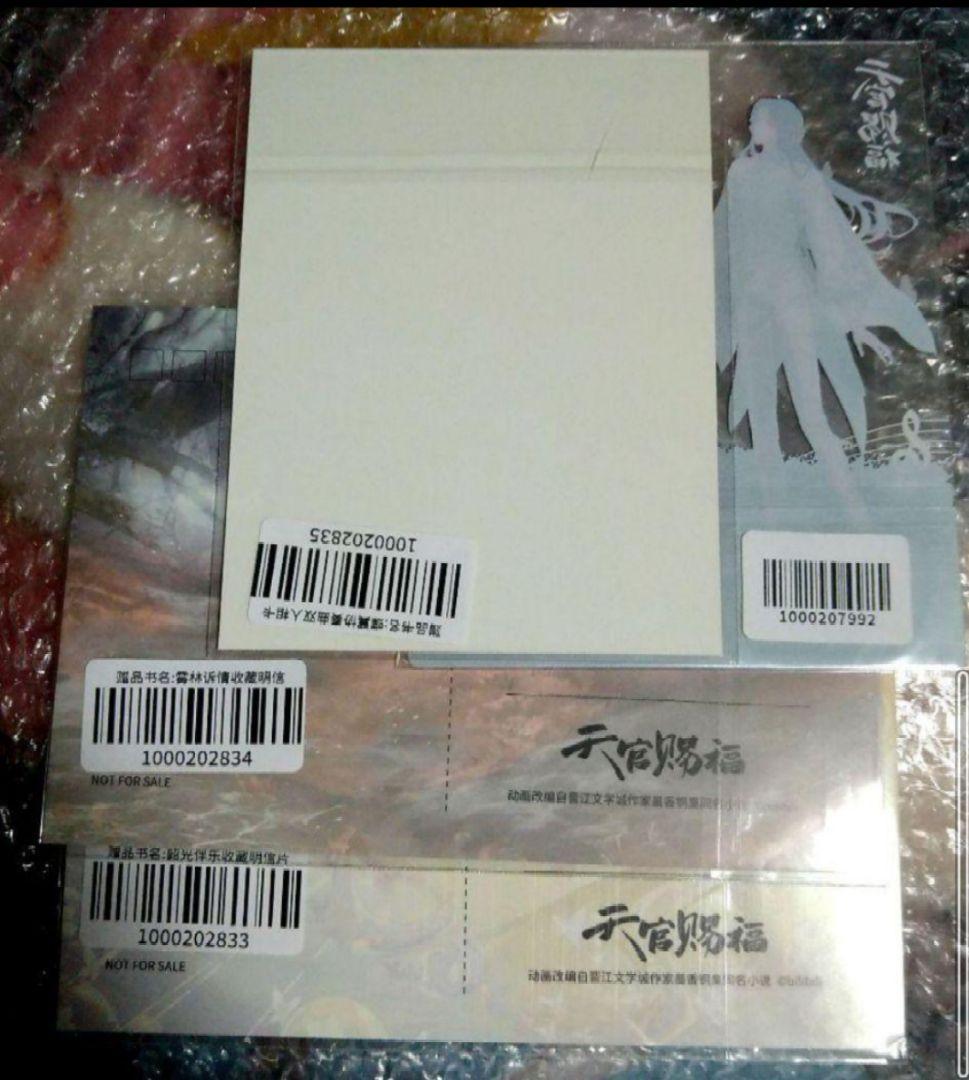 天官赐福
1000202835
赠品书名:蝶翼协奏曲双人相卡
1000207992
赠品书名:雾林诉情收藏明信
1000202834
NOT FOR SALE
天官赐福
动画改编自晋江文学城作家墨香铜臭同名小说
赠品书名:韶光伴乐收藏明信片
1000202833
NOT FOR SALE
天官赐福
动画改编自晋江文学城作家墨香铜臭同名小说 ©bilibili